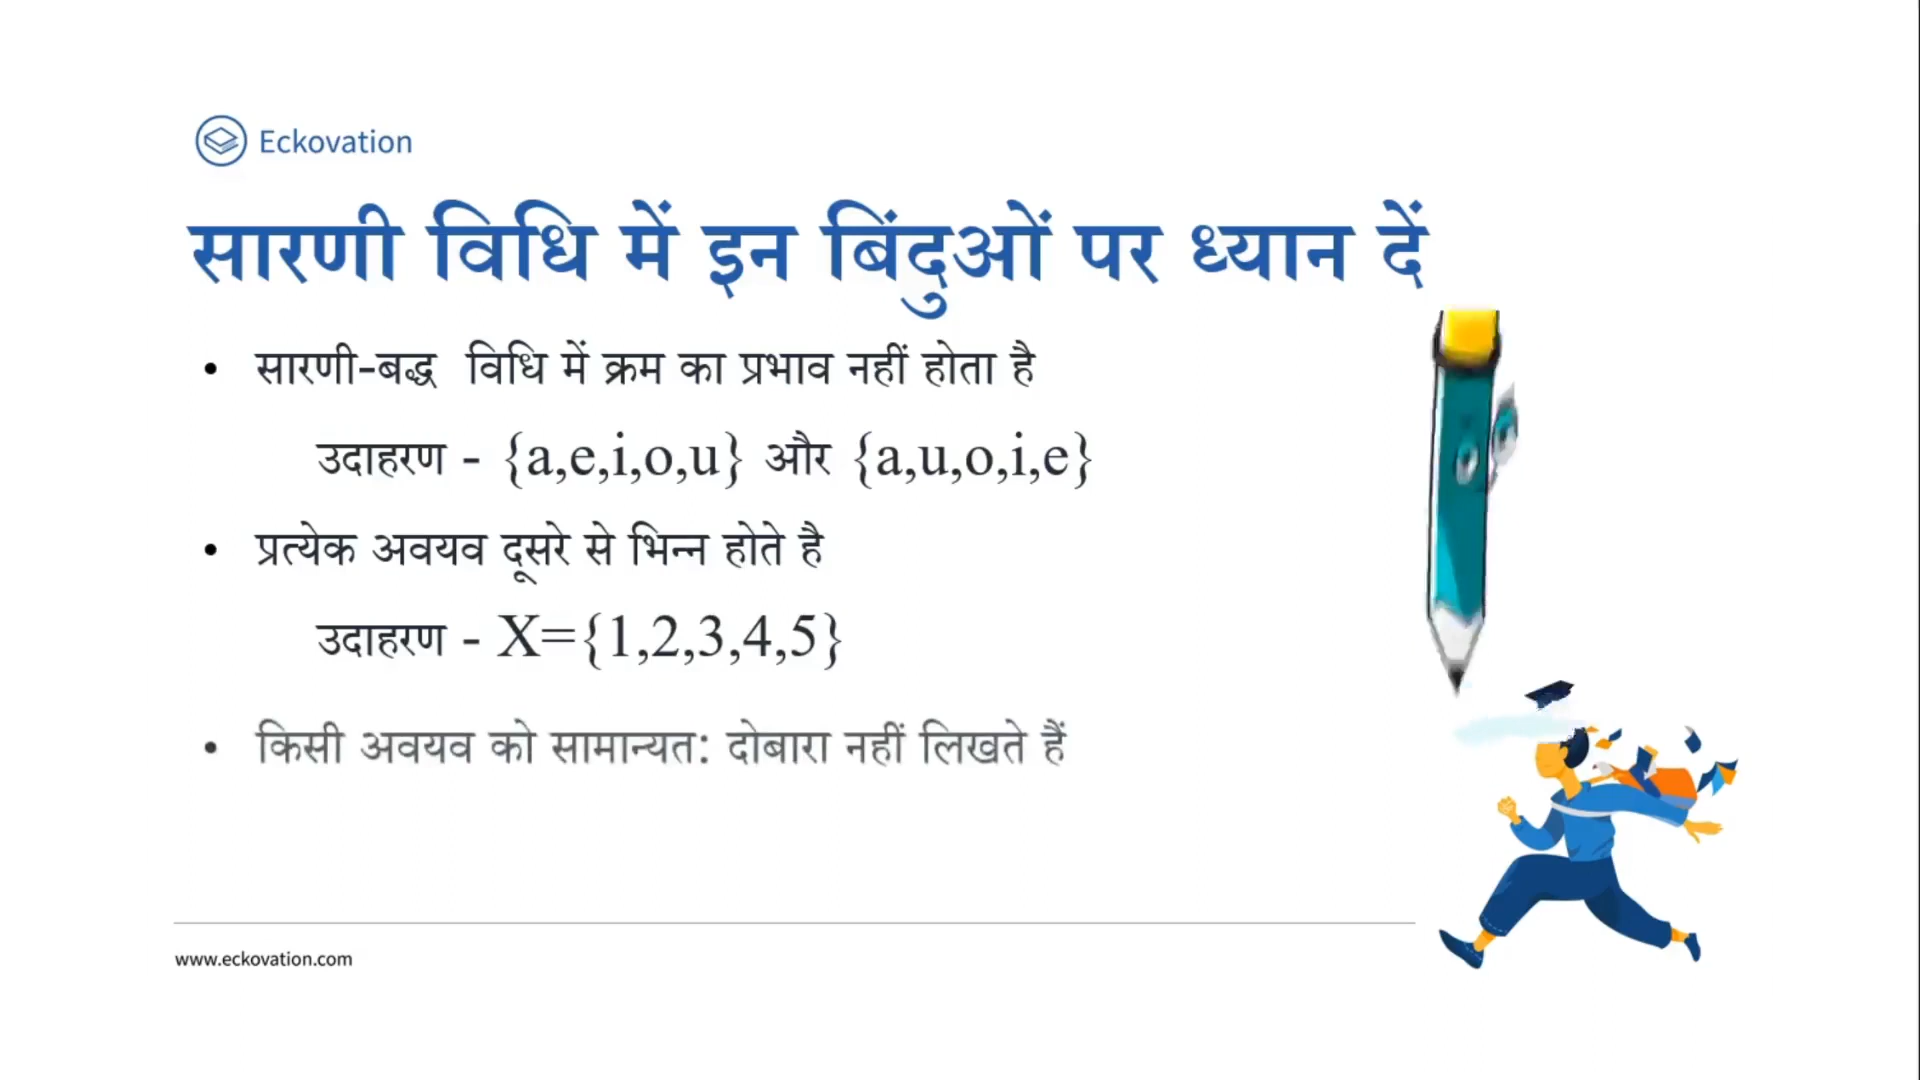 Eckovation
सारणी विधि में इन बिंदुओं पर ध्यान दें
• सारणी-बद्ध विधि में क्रम का प्रभाव नहीं होता है
उदाहरण - {a,e,i,o,u} और {a,u,o,i,e}
• प्रत्येक अवयव दूसरे से भिन्न होते है
उदाहरण - X={1,2,3,4,5}
• किसी अवयव को सामान्यत: दोबारा नहीं लिखते हैं
www.eckovation.com